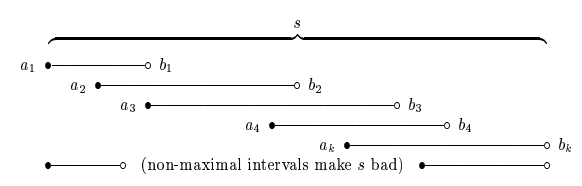 s
a₁ b₁
a₂ b₂
a₃ b₃
a₄ b₄
aₖ bₖ
(non-maximal intervals make s bad)